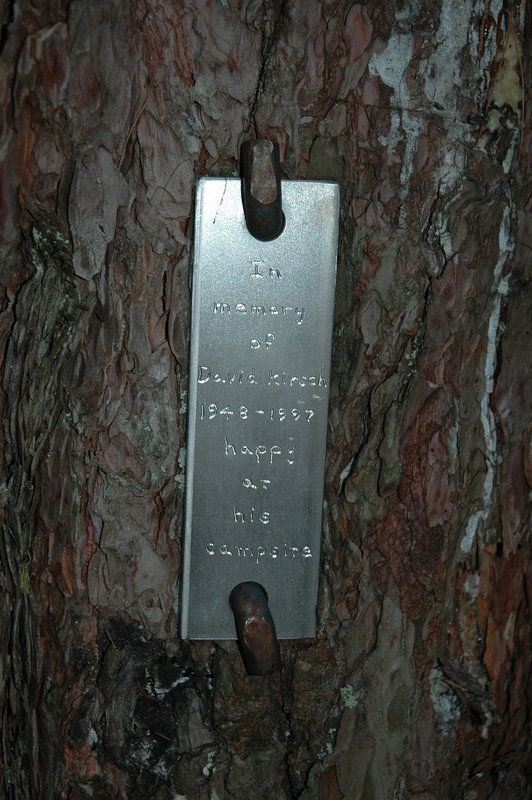 In
memory
of
David Kirsch
1948-1997
happy
at
his
campsite